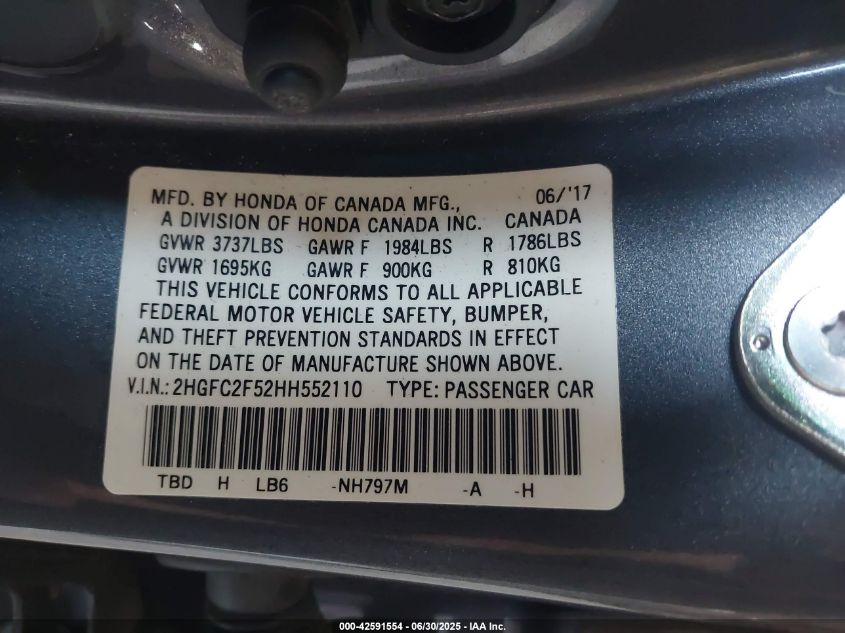 MFD. BY HONDA OF CANADA MFG., 06/'17
A DIVISION OF HONDA CANADA INC. CANADA
GVWR 3737LBS GAWR F 1984LBS R 1786LBS
GVWR 1695KG GAWR F 900KG R 810KG
THIS VEHICLE CONFORMS TO ALL APPLICABLE
FEDERAL MOTOR VEHICLE SAFETY, BUMPER,
AND THEFT PREVENTION STANDARDS IN EFFECT
ON THE DATE OF MANUFACTURE SHOWN ABOVE.
V.I.N.: 2HGFC2F52HH552110 TYPE: PASSENGER CAR
TBD H LB6 -NH797M -A -H
000-42591554 - 06/30/2025 - IAA Inc.